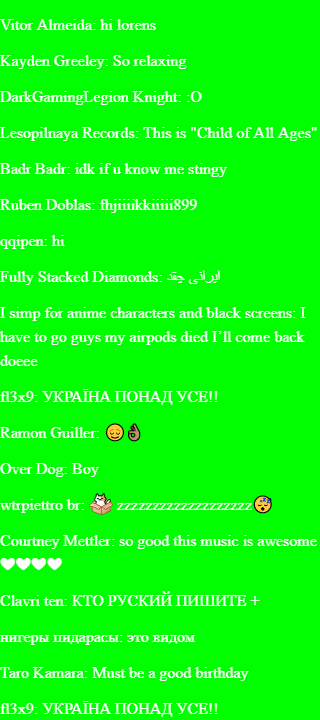 Vitor Almeida: hi lorens
Kayden Greeley: So relaxing
DarkGamingLegion Knight: :O
Lesopilnaya Records: This is "Child of All Ages"
Badr Badr: idk if u know me stingy
Ruben Doblas: fhjiiiikkiiiii899
qqipen: hi
Fully Stacked Diamonds: ایرانی چقد
I simp for anime characters and black screens: I
have to go guys my airpods died I’ll come back
doeee
fl3x9: УКРАЇНА ПОНАД УСЕ!!
Ramon Guiller: 😌👌🏿
Over Dog: Boy
wtrpiettro br: zzzzzzzzzzzzzzzzzzz😴
Courtney Mettler: so good this music is awesome
🤍🤍🤍🤍
Clavri ten: КТО РУСКИЙ ПИШИТЕ +
нигеры пидарасы: это видом
Taro Kamara: Must be a good birthday
fl3x9: УКРАЇНА ПОНАД УСЕ!!